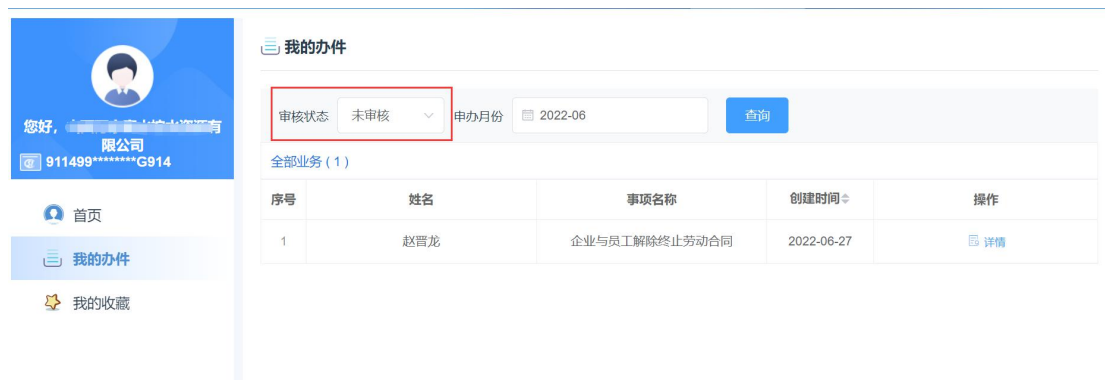 我的办件
审核状态 未审核 申办月份 2022-06 查询
您好,
有
限公司
911499********G914
全部业务 ( 1 )
序号 姓名 事项名称 创建时间 操作
1 赵晋龙 企业与员工解除终止劳动合同 2022-06-27 详情
首页
我的办件
我的收藏